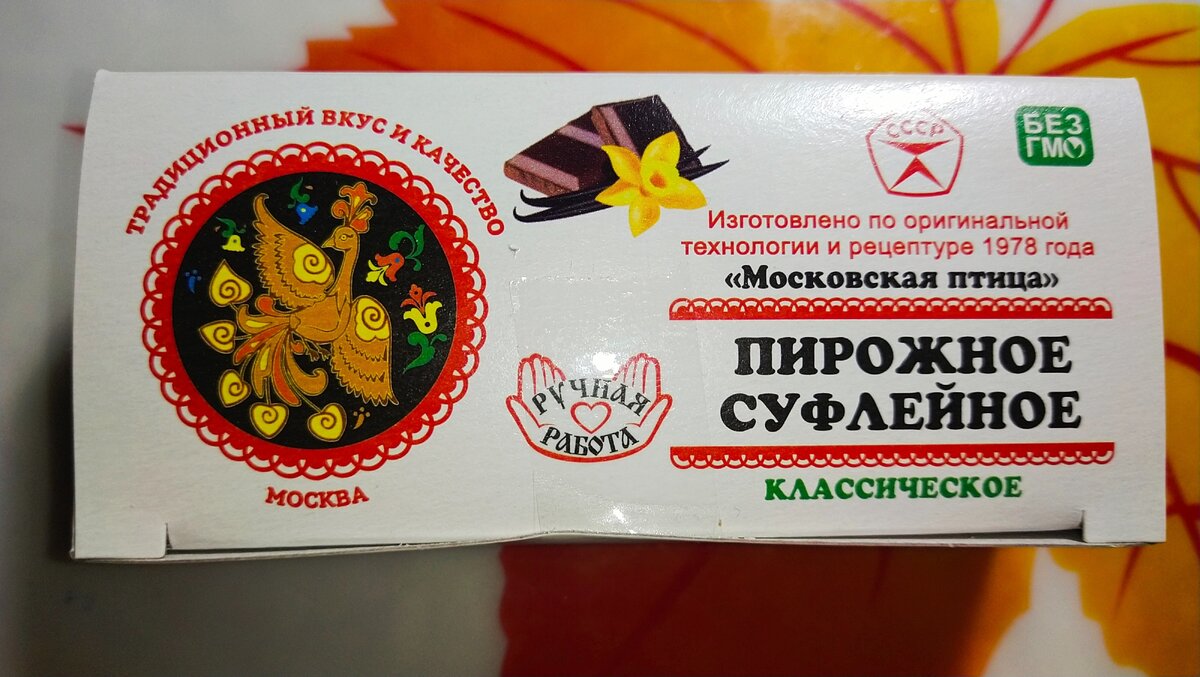 ТРАДИЦИОННЫЙ ВКУС И КАЧЕСТВО
МОСКВА
РУЧНАЯ
РАБОТА
СССР
БЕЗ
ГМО
Изготовлено по оригинальной
технологии и рецептуре 1978 года
«Московская птица»
ПИРОЖНОЕ
СУФЛЕЙНОЕ
КЛАССИЧЕСКОЕ